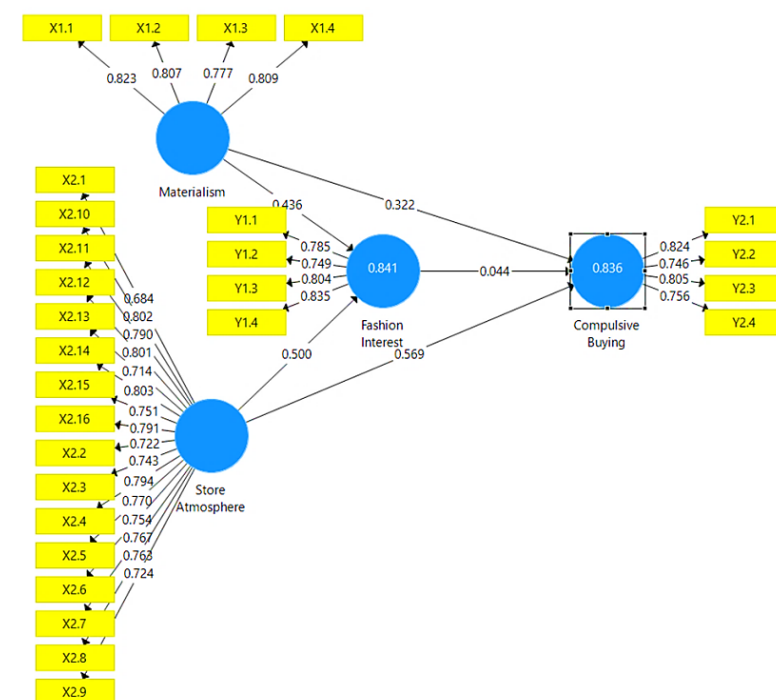 X1.1 X1.2 X1.3 X1.4
0.823 0.807 0.777 0.809
Materialism
X2.1
X2.10
X2.11
X2.12
X2.13
X2.14
X2.15
X2.16
X2.2
X2.3
X2.4
X2.5
X2.6
X2.7
X2.8
X2.9
0.684
0.802
0.790
0.801
0.714
0.803
0.751
0.791
0.722
0.743
0.794
0.770
0.754
0.767
0.763
0.724
Store
Atmosphere
0.436
0.322
0.500
0.569
0.044
Y1.1
Y1.2
Y1.3
Y1.4
0.785
0.749
0.804
0.835
0.841
Fashion
Interest
0.836
Compulsive
Buying
0.824
0.746
0.805
0.756
Y2.1
Y2.2
Y2.3
Y2.4